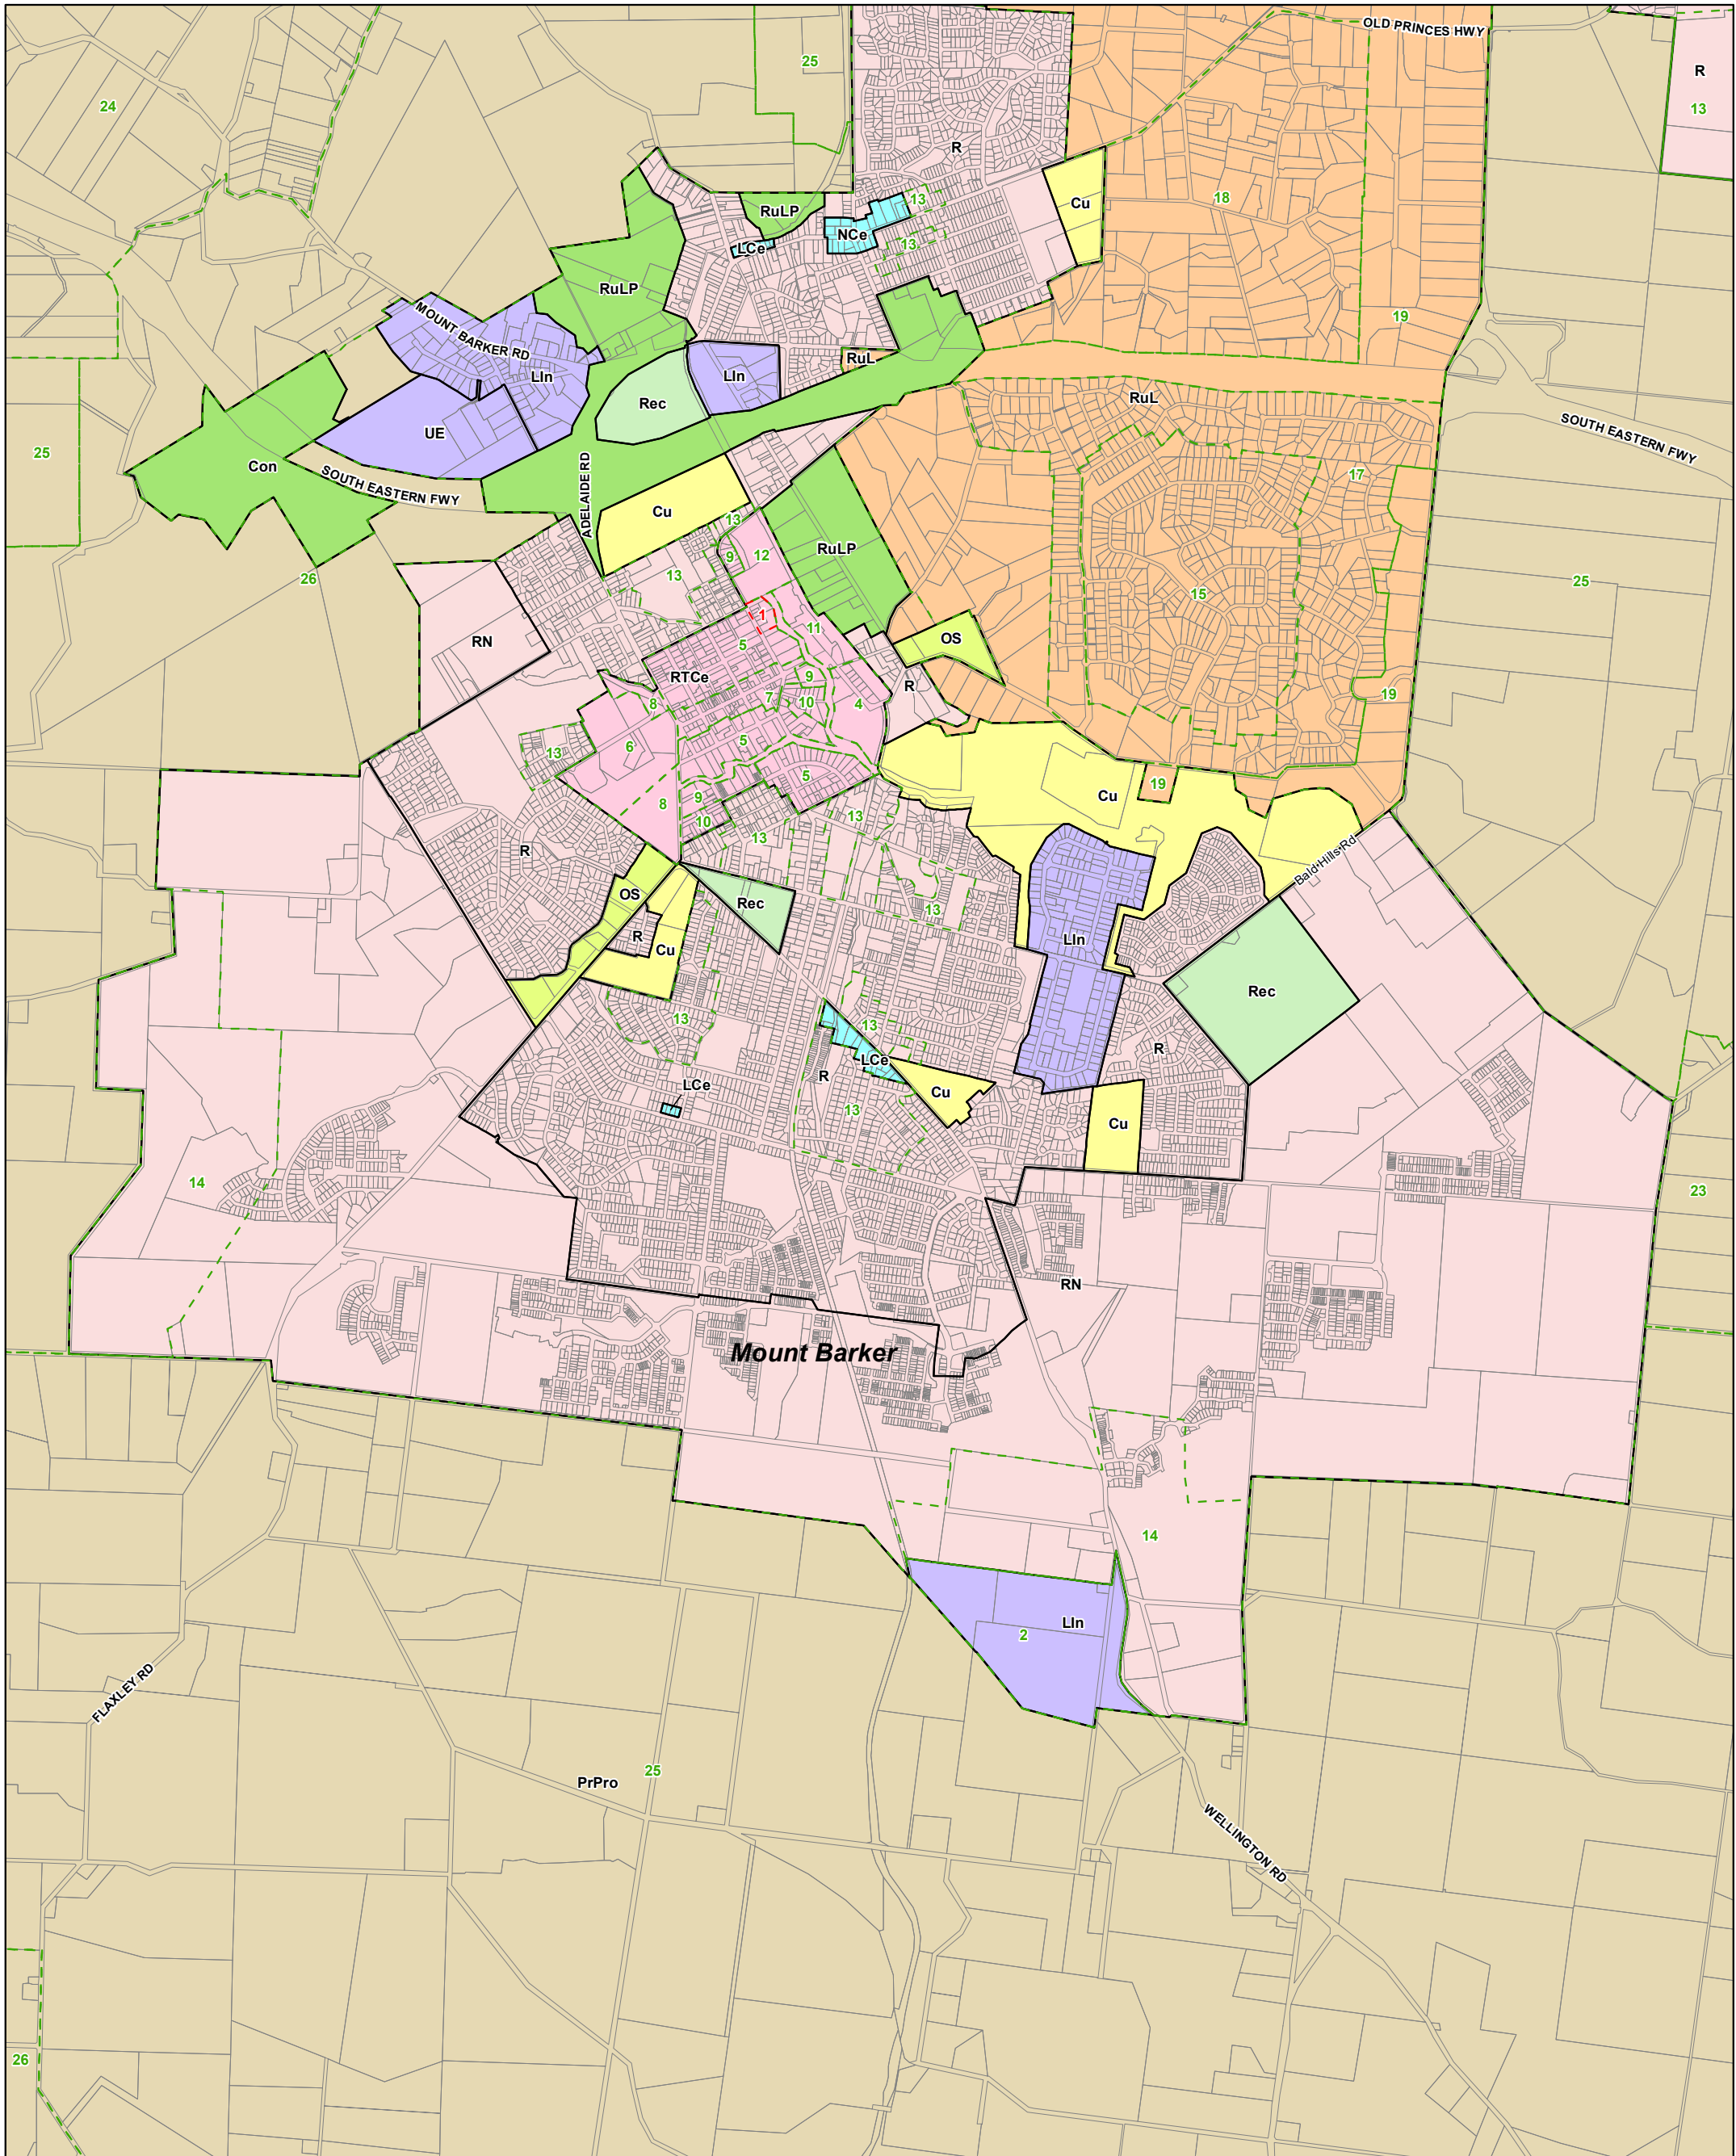 OLD PRINCES HWY
25
R
24
13
R
18
13
Cu
RuLP
NCe
LCe
13
RuLP
19
MOUNT BARKER RD
RuL
LIn
LIn
RuL
Rec
SOUTH EASTERN FWY
UE
25
Con
17
SOUTH EASTERN FWY
ADELAIDE RD
Cu
13
RuLP
9
12
13
26
25
15
1
11
RN
5
OS
RTCe
9
R
7
10
8
4
19
6
5
13
5
19
9
Cu
8
13
10
13
R
Bald Hills Rd
OS
Rec
13
R
LIn
Cu
Rec
13
13
R
LCe
R
LCe
Cu
13
Cu
14
23
RN
Mount Barker
14
LIn
2
FLAXLEY RD
25
PrPro
WELLINGTON RD
26